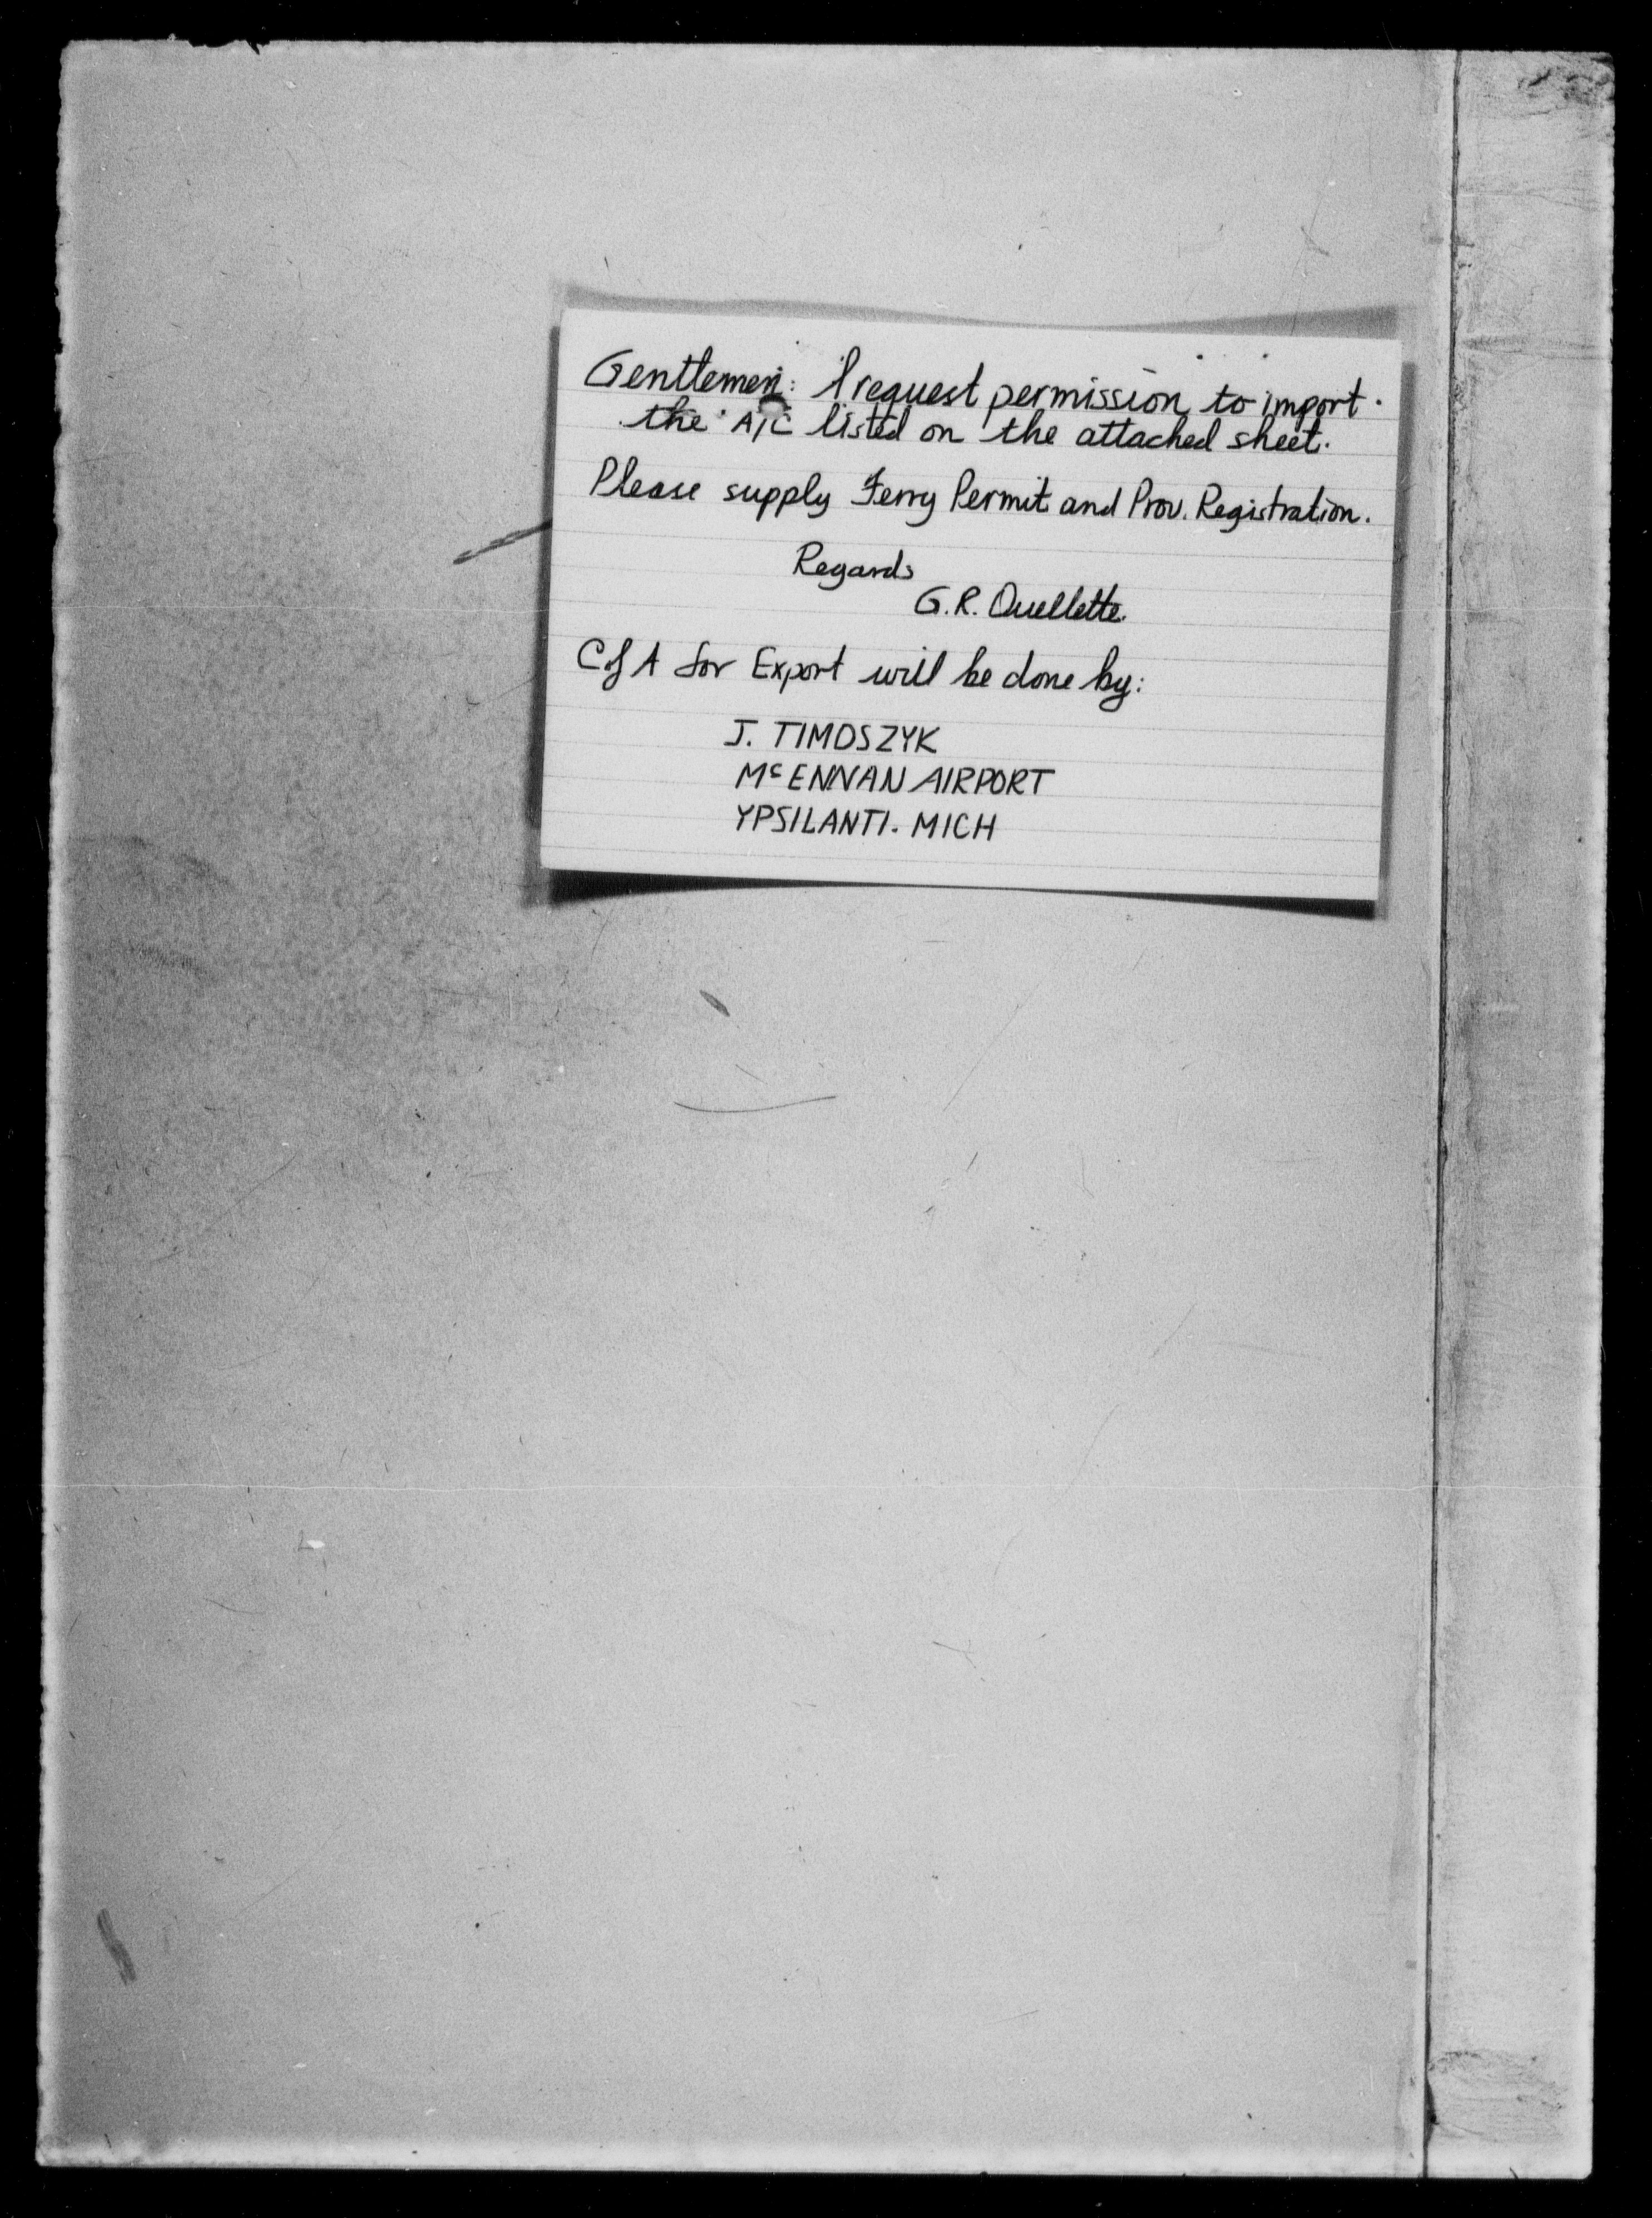 Gentlemen: I request permission to import
the A/C listed on the attached sheet.
Please supply Ferry Permit and Prov. Registration.
Regards
G.R. Ouellette.
C of A for Export will be done by:
J. TIMOSZYK
McENNAN AIRPORT
YPSILANTI. MICH